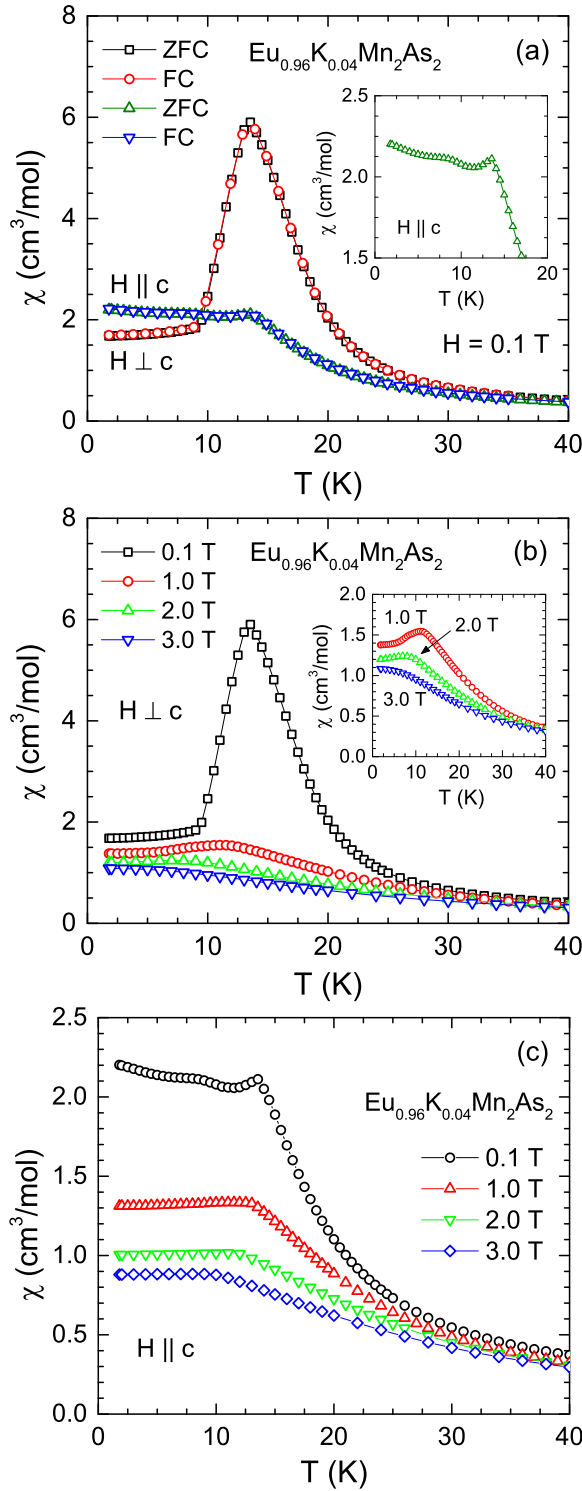 (a)
Eu0.96K0.04Mn2As2
ZFC
FC
ZFC
FC
H || c
H ⊥ c
H = 0.1 T
χ (cm³/mol)
8
6
4
2
0
0 10 20 30 40
T (K)
χ (cm³/mol)
2.5
2.0
1.5
H || c
0 10 20
T (K)
(b)
Eu0.96K0.04Mn2As2
0.1 T
1.0 T
2.0 T
3.0 T
H ⊥ c
χ (cm³/mol)
8
6
4
2
0
0 10 20 30 40
T (K)
χ (cm³/mol)
2.0
1.5
1.0
0.5
0.0
1.0 T
2.0 T
3.0 T
0 10 20 30 40
T (K)
(c)
Eu0.96K0.04Mn2As2
0.1 T
1.0 T
2.0 T
3.0 T
H || c
χ (cm³/mol)
2.5
2.0
1.5
1.0
0.5
0.0
0 10 20 30 40
T (K)